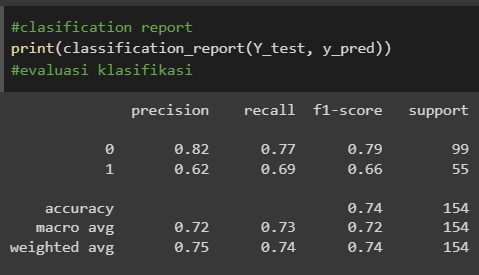 #clasification report
print(classification_report(Y_test, y_pred))
#evaluasi klasifikasi
precision recall f1-score support
0 0.82 0.77 0.79 99
1 0.62 0.69 0.66 55
accuracy 0.74 154
macro avg 0.72 0.73 0.72 154
weighted avg 0.75 0.74 0.74 154